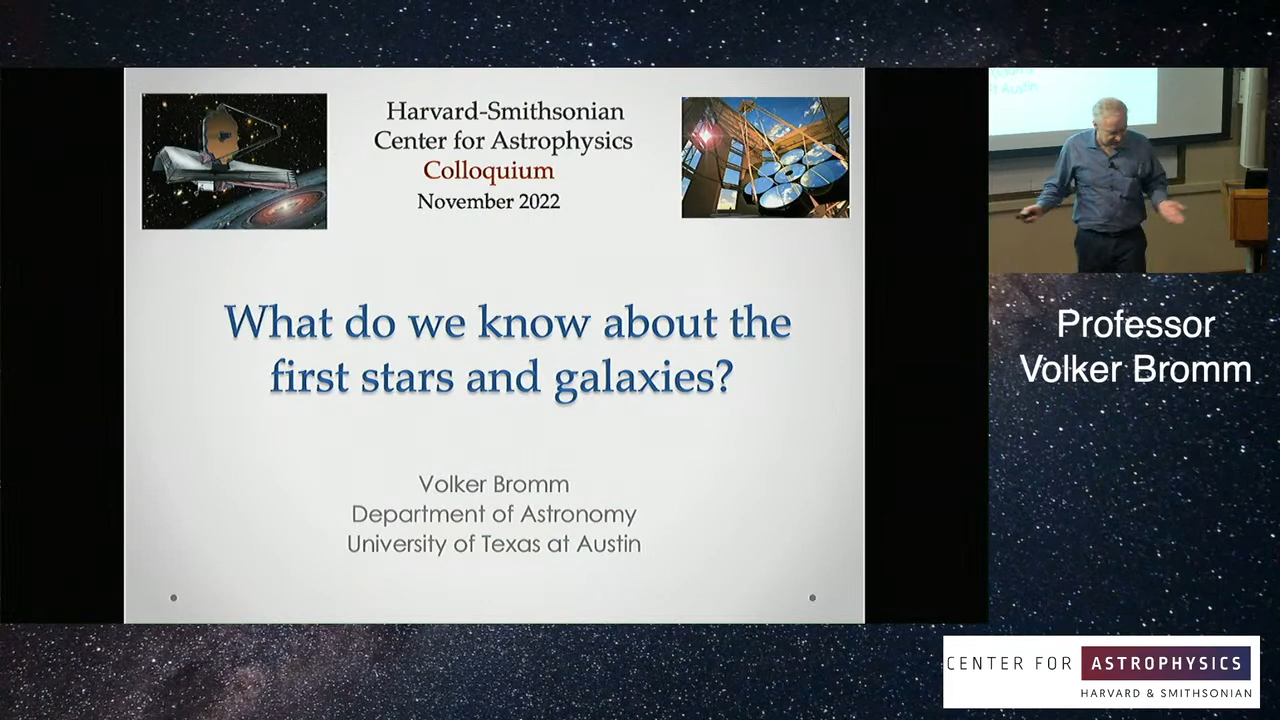 Harvard-Smithsonian
Center for Astrophysics
Colloquium
November 2022
What do we know about the
first stars and galaxies?
Volker Bromm
Department of Astronomy
University of Texas at Austin
Austin
Professor
Volker Bromm
CENTER FOR ASTROPHYSICS
HARVARD & SMITHSONIAN